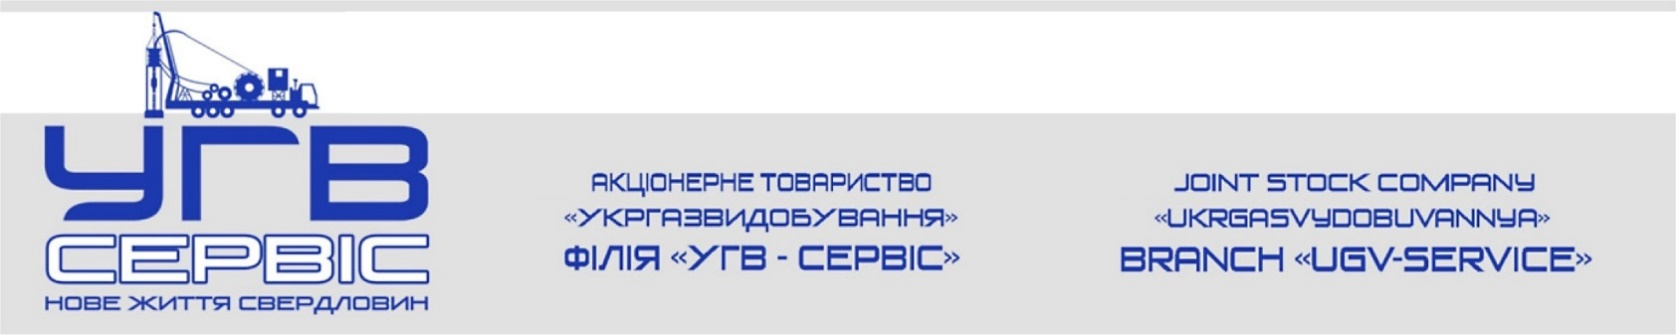 УГВ
СЕРВІС
НОВЕ ЖИТТЯ СВЕРДЛОВИН
АКЦІОНЕРНЕ ТОВАРИСТВО
«УКРГАЗВИДОБУВАННЯ»
ФІЛІЯ «УГВ - СЕРВІС»
JOINT STOCK COMPANY
«UKRGASVYDOBUVANNYA»
BRANCH «UGV-SERVICE»